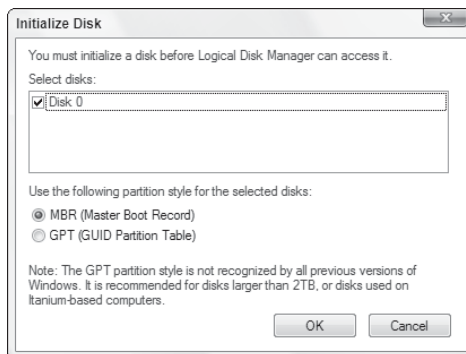 Initialize Disk
You must initialize a disk before Logical Disk Manager can access it.
Select disks:
Disk 0
Use the following partition style for the selected disks:
MBR (Master Boot Record)
GPT (GUID Partition Table)
Note: The GPT partition style is not recognized by all previous versions of
Windows. It is recommended for disks larger than 2TB, or disks used on
Itanium-based computers.
OK Cancel